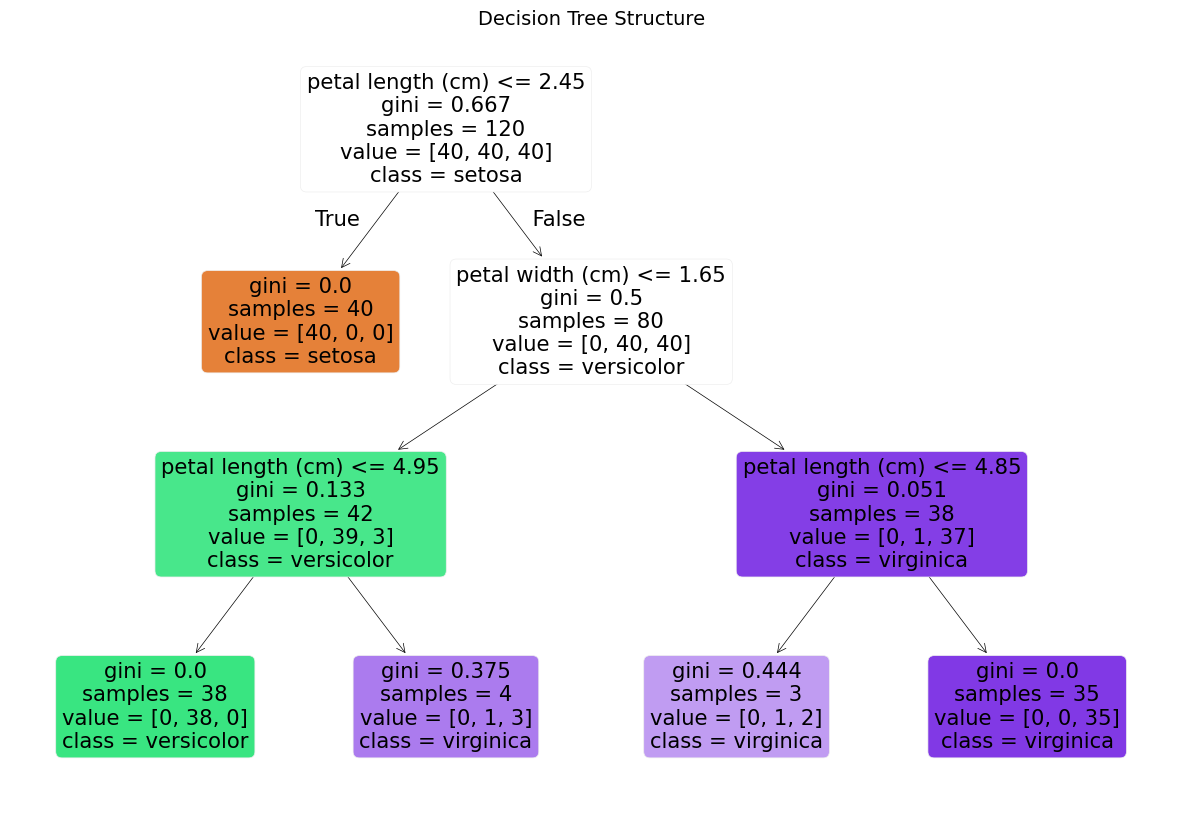 Decision Tree Structure
petal length (cm) <= 2.45
gini = 0.667
samples = 120
value = [40, 40, 40]
class = setosa
True
False
gini = 0.0
samples = 40
value = [40, 0, 0]
class = setosa
petal width (cm) <= 1.65
gini = 0.5
samples = 80
value = [0, 40, 40]
class = versicolor
petal length (cm) <= 4.95
gini = 0.133
samples = 42
value = [0, 39, 3]
class = versicolor
petal length (cm) <= 4.85
gini = 0.051
samples = 38
value = [0, 1, 37]
class = virginica
gini = 0.0
samples = 38
value = [0, 38, 0]
class = versicolor
gini = 0.375
samples = 4
value = [0, 1, 3]
class = virginica
gini = 0.444
samples = 3
value = [0, 1, 2]
class = virginica
gini = 0.0
samples = 35
value = [0, 0, 35]
class = virginica